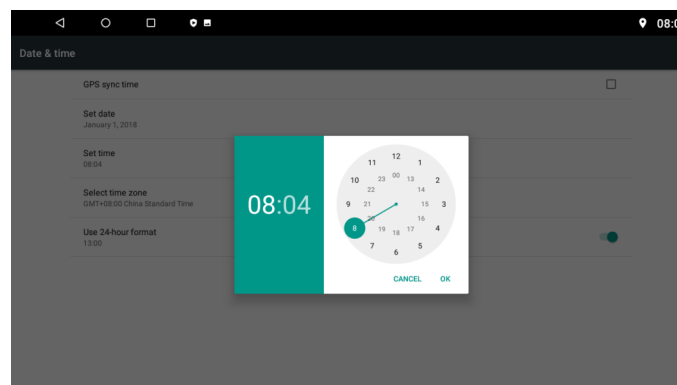 08:0
Date & time
GPS sync time
Set date
January 1, 2018
Set time
08:04
Select time zone
GMT+08:00 China Standard Time
Use 24-hour format
13:00
08:04
12
11 1
00
23 13
10 2
22 14
9 21 15 3
20 16
8 19 17 4
18
7 5
6
CANCEL OK